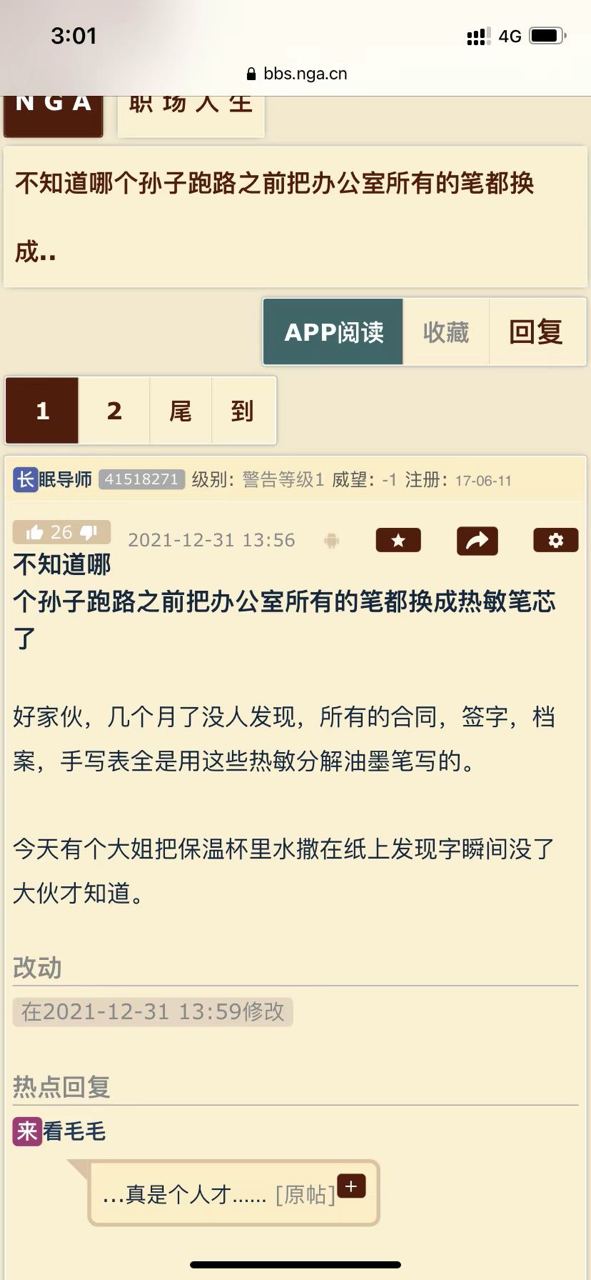 3:01
4G
bbs.nga.cn
NGA
职场人生
不知道哪个孙子跑路之前把办公室所有的笔都换
成..
APP阅读 收藏 回复
1 2 尾 到
长眠导师 41518271 级别: 警告等级1 威望: -1 注册: 17-06-11
26 2021-12-31 13:56
不知道哪
个孙子跑路之前把办公室所有的笔都换成热敏笔芯
了
好家伙，几个月了没人发现，所有的合同，签字，档
案，手写表全是用这些热敏分解油墨笔写的。
今天有个大姐把保温杯里水撒在纸上发现字瞬间没了
大伙才知道。
改动
在2021-12-31 13:59修改
热点回复
来看毛毛
...真是个人才...... [原帖] +